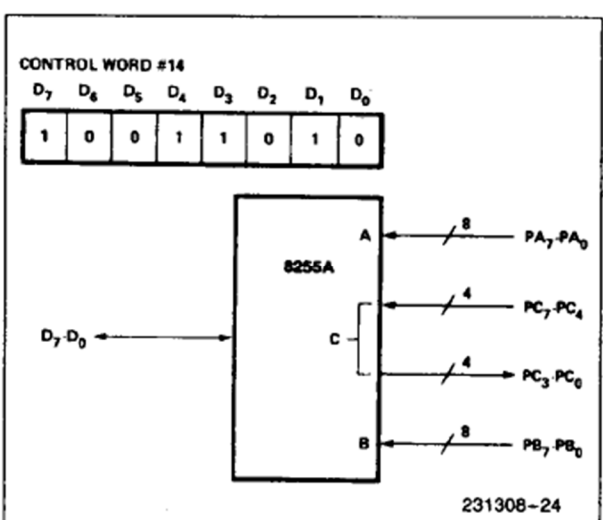 CONTROL WORD #14
D7 D6 D5 D4 D3 D2 D1 D0
1 0 0 1 1 0 1 0
A
8
PA7-PA0
8255A
4
PC7-PC4
D7-D0
C
4
PC3-PC0
B
8
PB7-PB0
231308-24